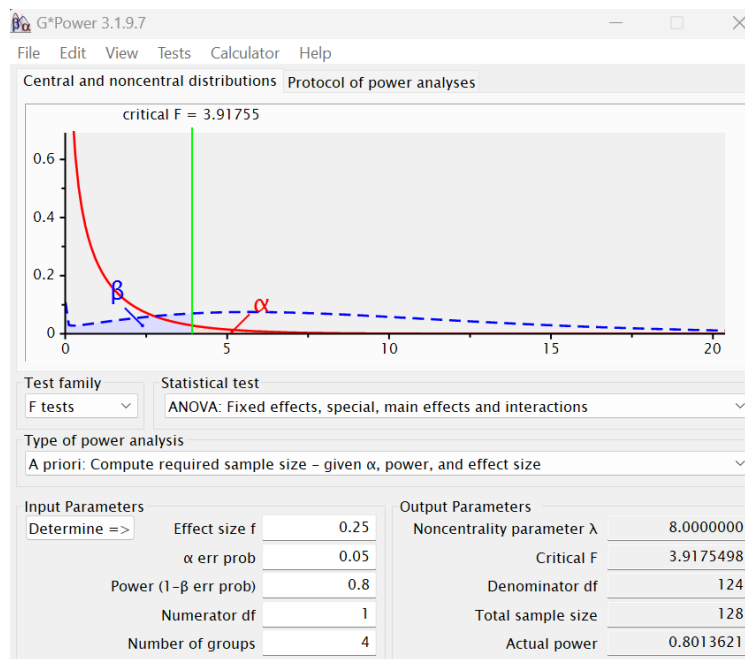 G*Power 3.1.9.7
File Edit View Tests Calculator Help
Central and noncentral distributions Protocol of power analyses
critical F = 3.91755
0.6
0.4
0.2
β
α
0
0 5 10 15 20
Test family Statistical test
F tests ANOVA: Fixed effects, special, main effects and interactions
Type of power analysis
A priori: Compute required sample size – given α, power, and effect size
Input Parameters Output Parameters
Determine => Effect size f 0.25 Noncentrality parameter λ 8.0000000
α err prob 0.05 Critical F 3.9175498
Power (1-β err prob) 0.8 Denominator df 124
Numerator df 1 Total sample size 128
Number of groups 4 Actual power 0.8013621